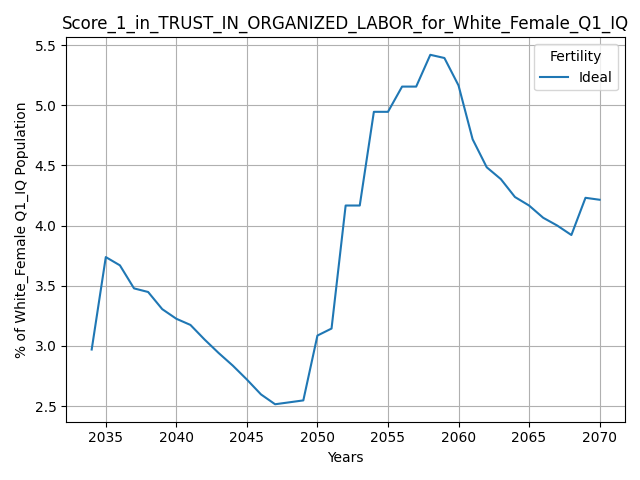 Score_1_in_TRUST_IN_ORGANIZED_LABOR_for_White_Female_Q1_IQ
Fertility
Ideal
% of White_Female Q1_IQ Population
5.5
5.0
4.5
4.0
3.5
3.0
2.5
2035 2040 2045 2050 2055 2060 2065 2070
Years